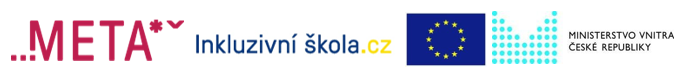 ...META*ˇ
Inkluzivní škola.cz
MINISTERSTVO VNITRA
ČESKÉ REPUBLIKY